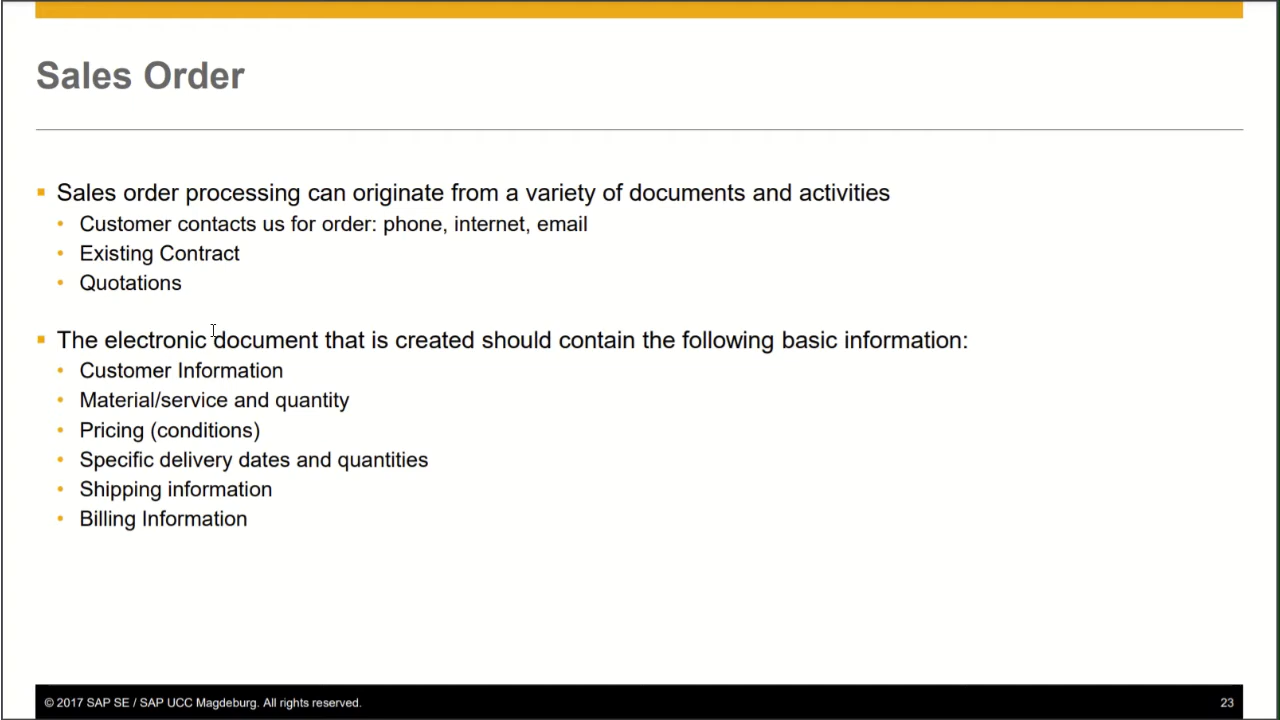 Sales Order
Sales order processing can originate from a variety of documents and activities
Customer contacts us for order: phone, internet, email
Existing Contract
Quotations
The electronic document that is created should contain the following basic information:
Customer Information
Material/service and quantity
Pricing (conditions)
Specific delivery dates and quantities
Shipping information
Billing Information
© 2017 SAP SE / SAP UCC Magdeburg. All rights reserved.
23